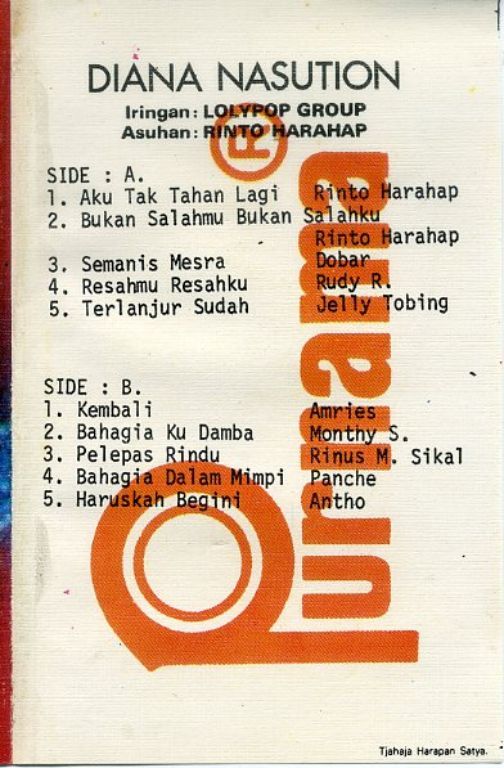 DIANA NASUTION
Iringan: LOLYPOP GROUP
Asuhan: RINTO HARAHAP
®
SIDE : A.
1. Aku Tak Tahan Lagi Rinto Harahap
2. Bukan Salahmu Bukan Salahku
Rinto Harahap
3. Semanis Mesra Dobar
4. Resahmu Resahku Rudy R.
5. Terlanjur Sudah Jelly Tobing
SIDE : B.
1. Kembali Amries
2. Bahagia Ku Damba Monthy S.
3. Pelepas Rindu Rinus M. Sikal
4. Bahagia Dalam Mimpi Panche
5. Haruskah Begini Antho
Purnama
Tjahaja Harapan Satya.